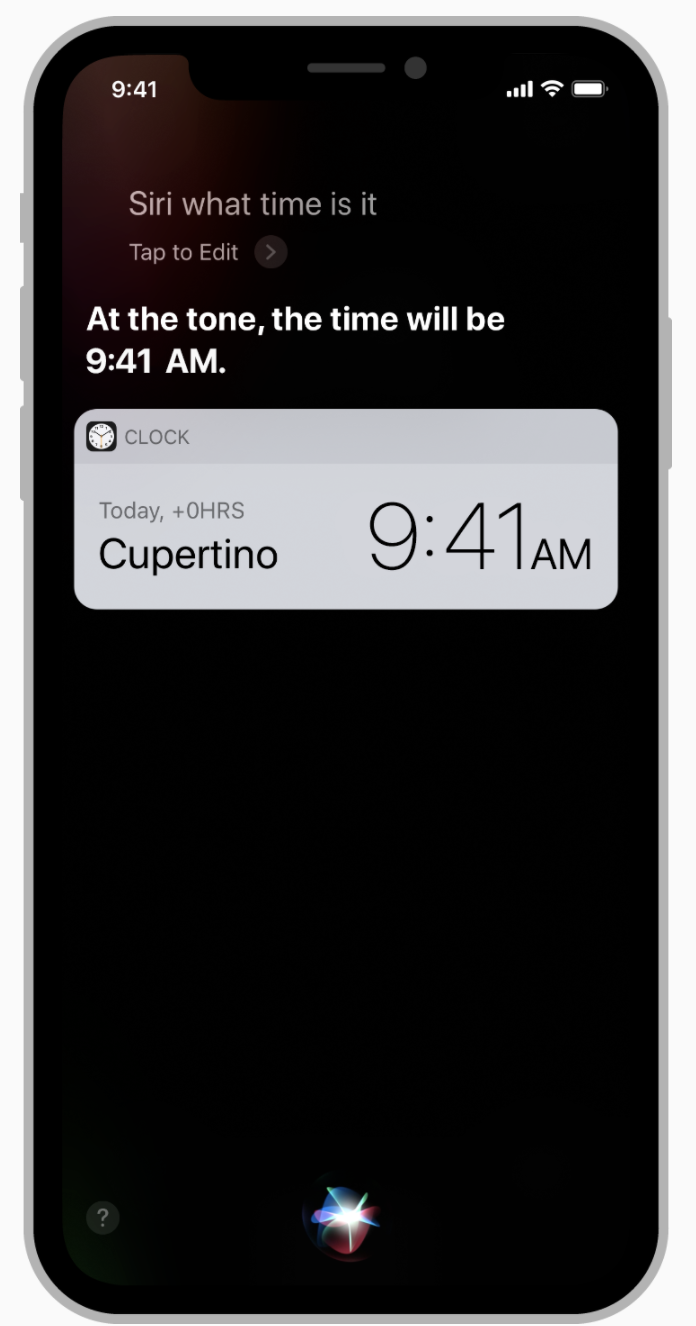 9:41
Siri what time is it
Tap to Edit
At the tone, the time will be
9:41 AM.
CLOCK
Today, +0HRS
Cupertino
9:41AM
?